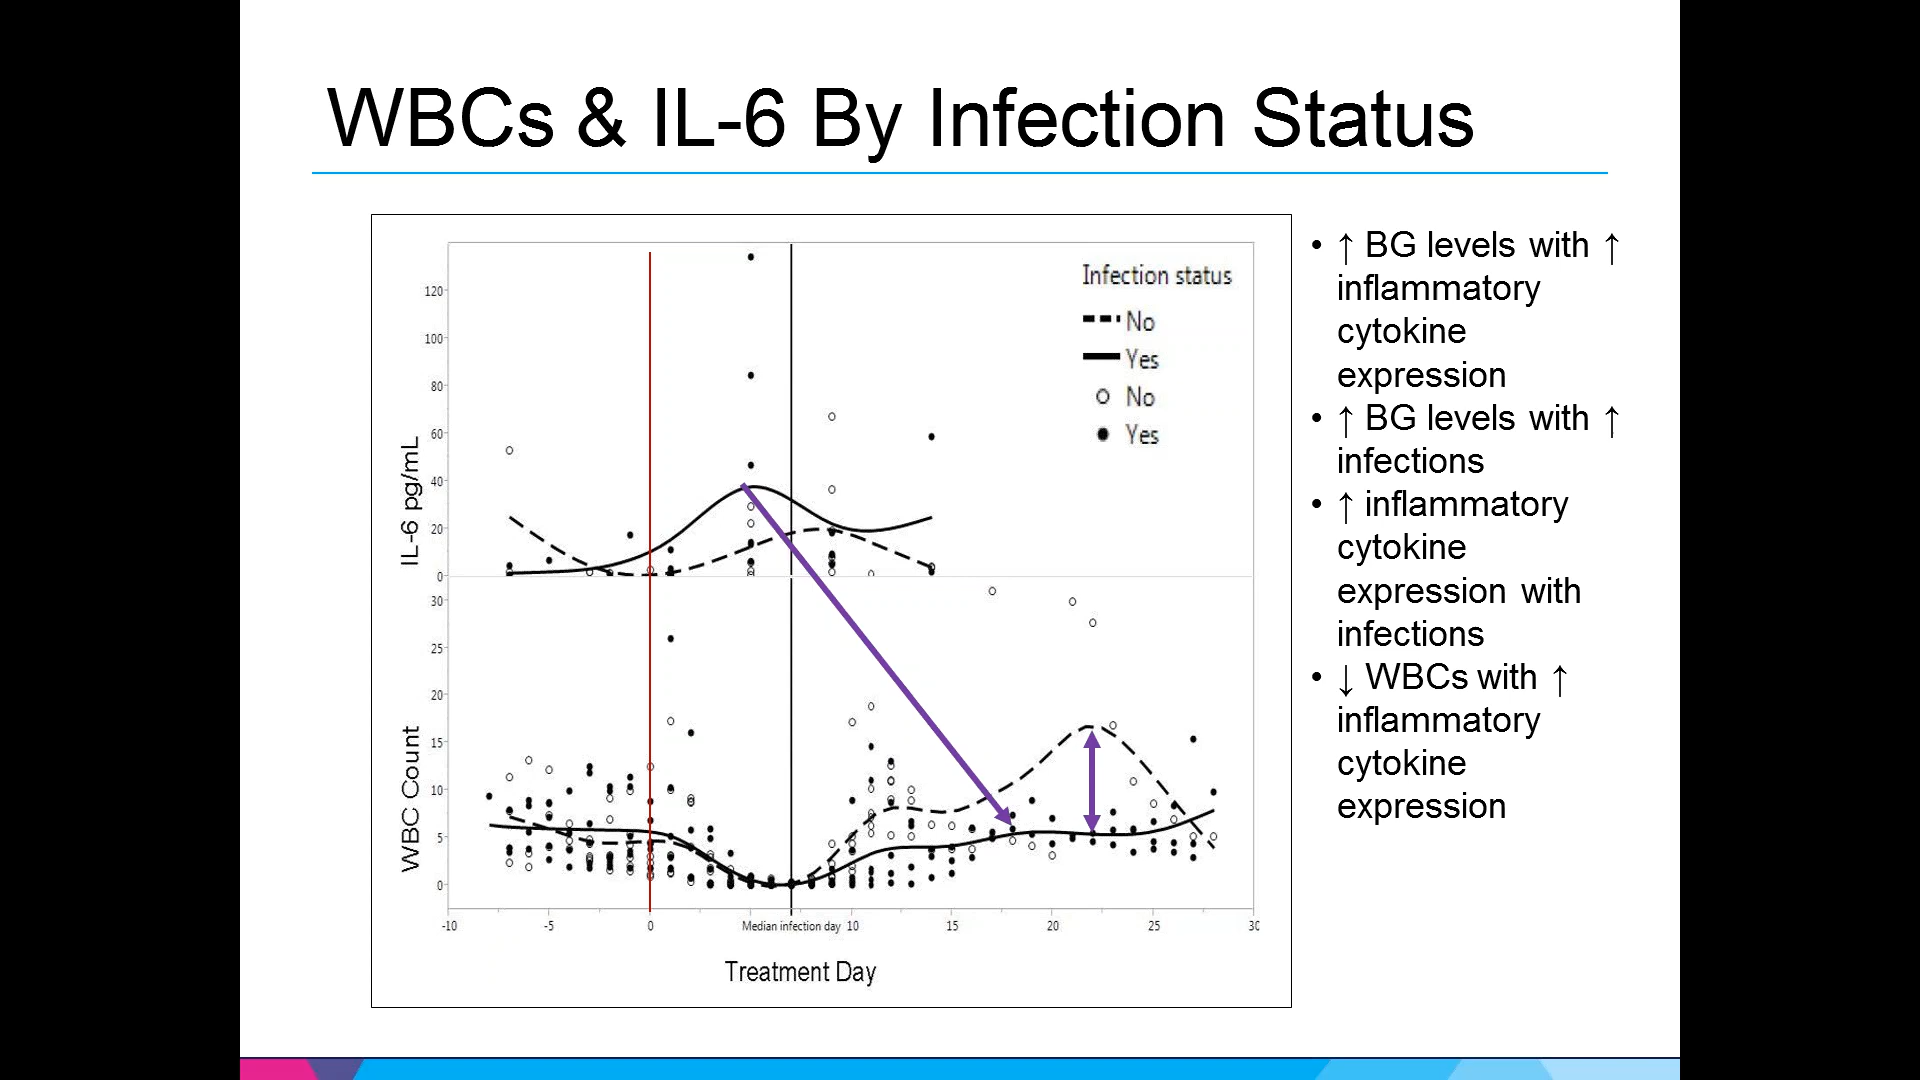 WBCs & IL-6 By Infection Status
Infection status
No
Yes
No
Yes
IL-6 pg/mL
120
100
80
60
40
20
0
WBC Count
30
25
20
15
10
5
0
-10
-5
0
Median infection day
10
15
20
25
30
Treatment Day
• ↑ BG levels with ↑
inflammatory
cytokine
expression
• ↑ BG levels with ↑
infections
• ↑ inflammatory
cytokine
expression with
infections
• ↓ WBCs with ↑
inflammatory
cytokine
expression